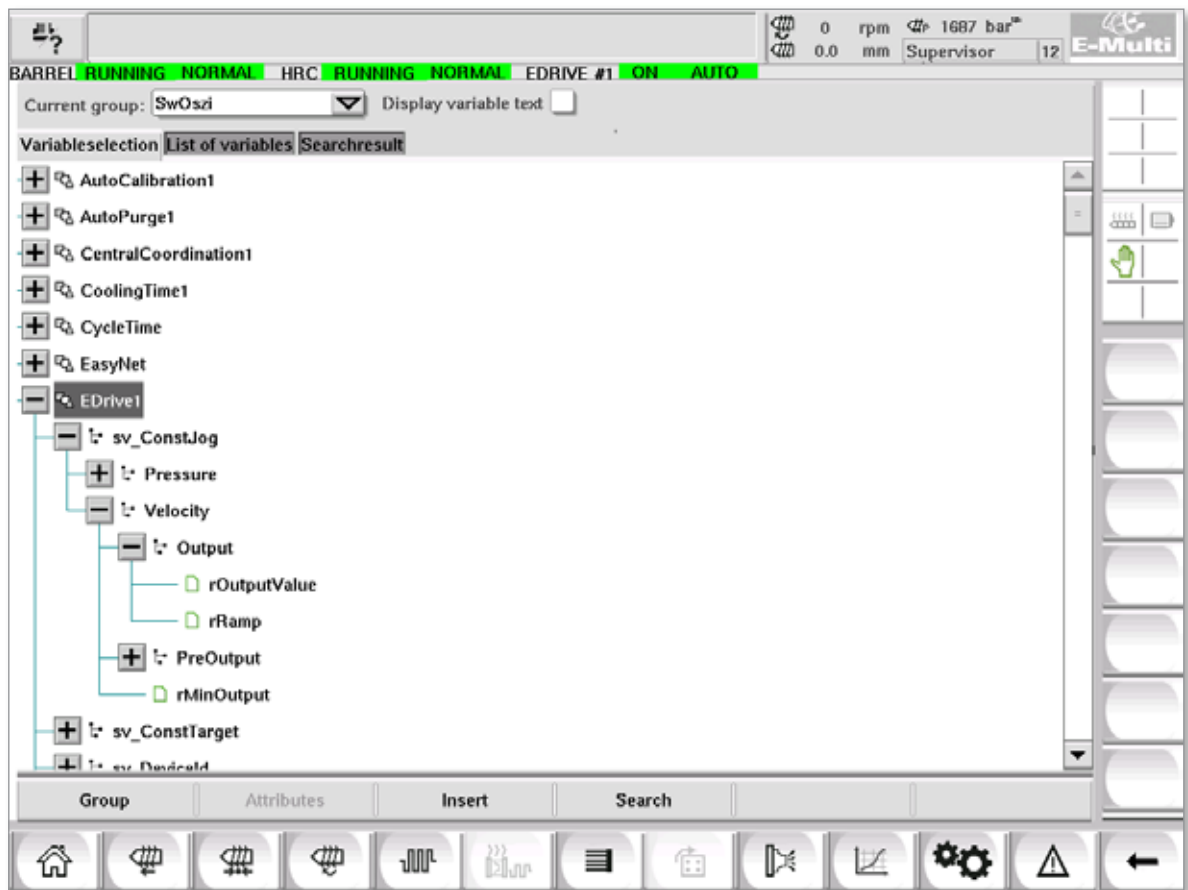 ?
0 rpm 1687 bar
E-Multi
0.0 mm Supervisor 12
BARREL RUNNING NORMAL HRC RUNNING NORMAL EDRIVE #1 ON AUTO
Current group: SwOszi Display variable text
Variableselection List of variables Searchresult
AutoCalibration1
AutoPurge1
CentralCoordination1
CoolingTime1
CycleTime
EasyNet
EDrive1
sv_ConstJog
Pressure
Velocity
Output
rOutputValue
rRamp
PreOutput
rMinOutput
sv_ConstTarget
sv_DeviceId
Group Attributes Insert Search